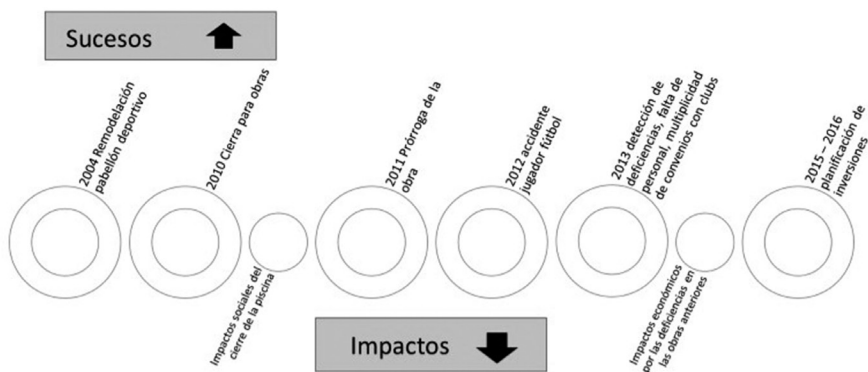 Sucesos
2004 Remodelación
pabellón deportivo
2010 Cierra para obras
2011 Prórroga de la
obra
2012 accidente
jugador fútbol
2013 detección de
deficiencias, falta de
personal, multiplicidad
de convenios con clubs
2015 – 2016
planificación de
inversiones
Impactos sociales del
cierre de la piscina
Impactos económicos
por las deficiencias en
las obras anteriores
Impactos